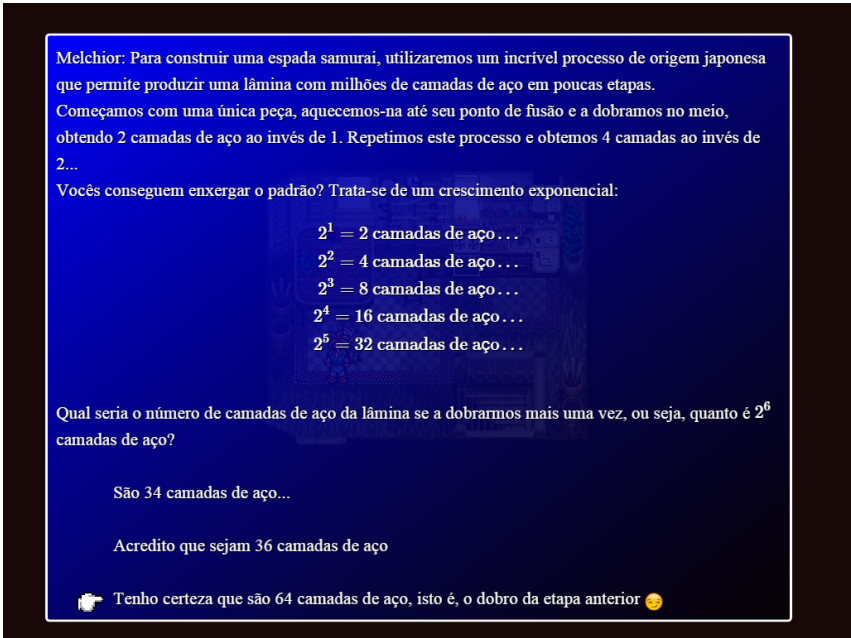 Melchior: Para construir uma espada samurai, utilizaremos um incrível processo de origem japonesa
que permite produzir uma lâmina com milhões de camadas de aço em poucas etapas.
Começamos com uma única peça, aquecemos-na até seu ponto de fusão e a dobramos no meio,
obtendo 2 camadas de aço ao invés de 1. Repetimos este processo e obtemos 4 camadas ao invés de
2...
Vocês conseguem enxergar o padrão? Trata-se de um crescimento exponencial:
2¹ = 2 camadas de aço...
2² = 4 camadas de aço...
2³ = 8 camadas de aço...
2⁴ = 16 camadas de aço...
2⁵ = 32 camadas de aço...
Qual seria o número de camadas de aço da lâmina se a dobrarmos mais uma vez, ou seja, quanto é 2⁶
camadas de aço?
São 34 camadas de aço...
Acredito que sejam 36 camadas de aço
Tenho certeza que são 64 camadas de aço, isto é, o dobro da etapa anterior 😏